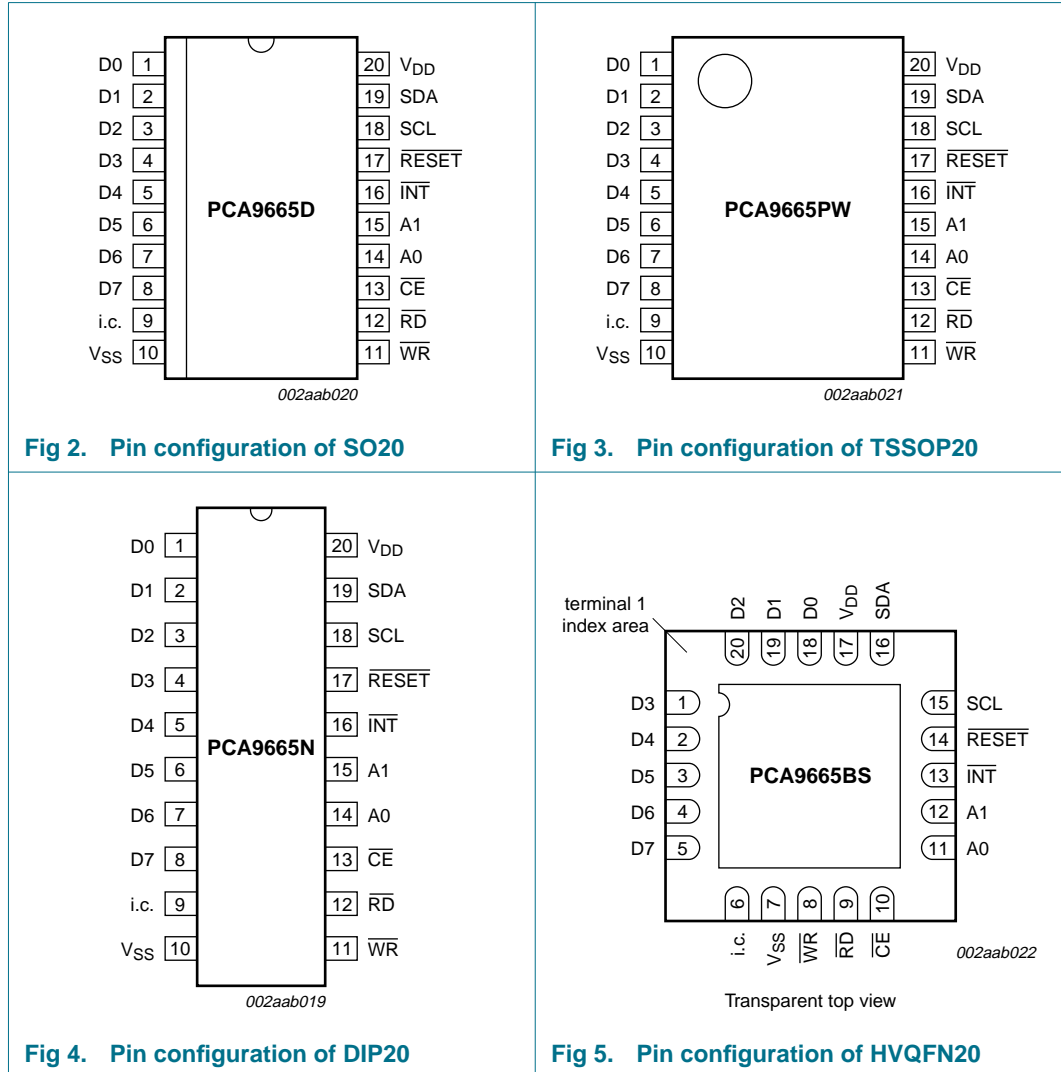 D0 1 20 VDD
D1 2 19 SDA
D2 3 18 SCL
D3 4 17 RESET
D4 5 16 INT
PCA9665D
D5 6 15 A1
D6 7 14 A0
D7 8 13 CE
i.c. 9 12 RD
VSS 10 11 WR
002aab020
Fig 2. Pin configuration of SO20
D0 1 20 VDD
D1 2 19 SDA
D2 3 18 SCL
D3 4 17 RESET
D4 5 16 INT
PCA9665PW
D5 6 15 A1
D6 7 14 A0
D7 8 13 CE
i.c. 9 12 RD
VSS 10 11 WR
002aab021
Fig 3. Pin configuration of TSSOP20
D0 1 20 VDD
D1 2 19 SDA
D2 3 18 SCL
D3 4 17 RESET
D4 5 16 INT
PCA9665N
D5 6 15 A1
D6 7 14 A0
D7 8 13 CE
i.c. 9 12 RD
VSS 10 11 WR
002aab019
Fig 4. Pin configuration of DIP20
terminal 1
index area
D2 D1 D0 VDD SDA
20 19 18 17 16
D3 1 15 SCL
D4 2 14 RESET
D5 3 PCA9665BS 13 INT
D6 4 12 A1
D7 5 11 A0
6 7 8 9 10
i.c. VSS WR RD CE
002aab022
Transparent top view
Fig 5. Pin configuration of HVQFN20